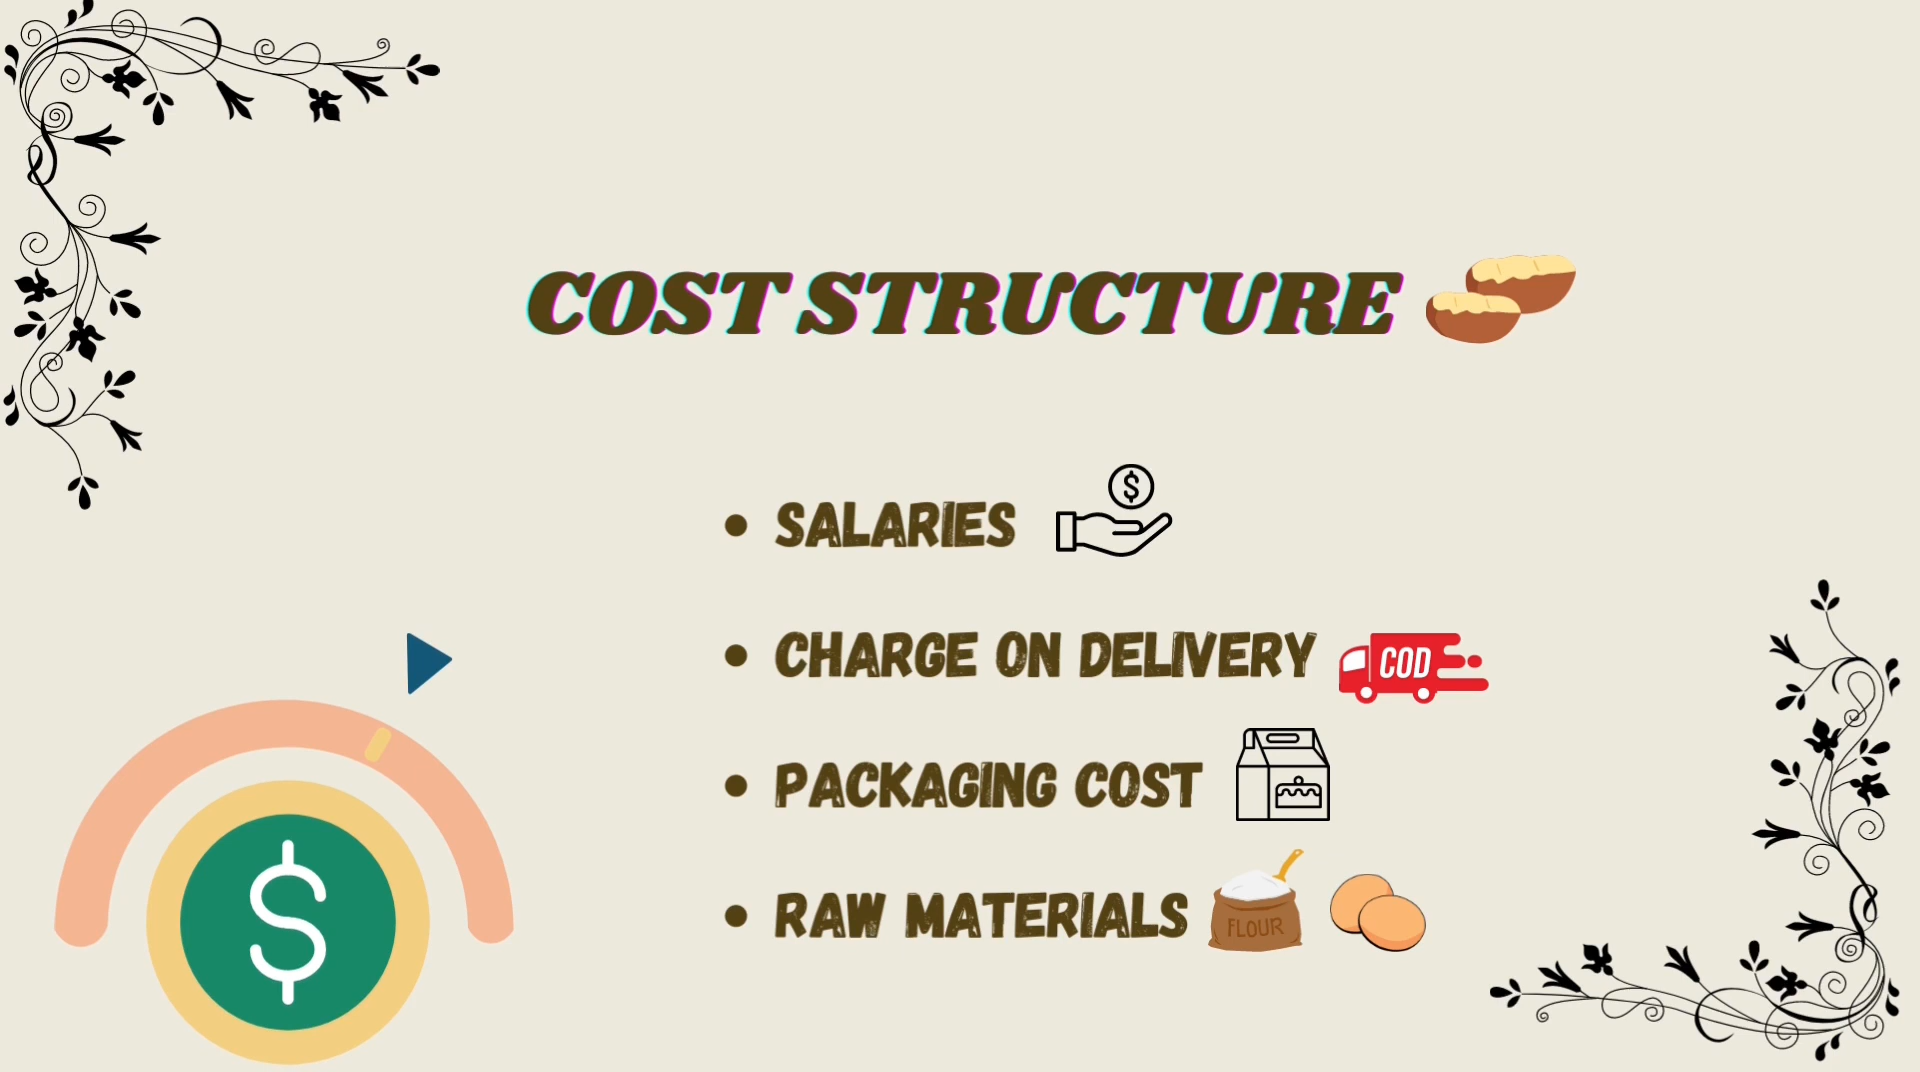 COST STRUCTURE
$
SALARIES
CHARGE ON DELIVERY
COD
PACKAGING COST
RAW MATERIALS
FLOUR
$